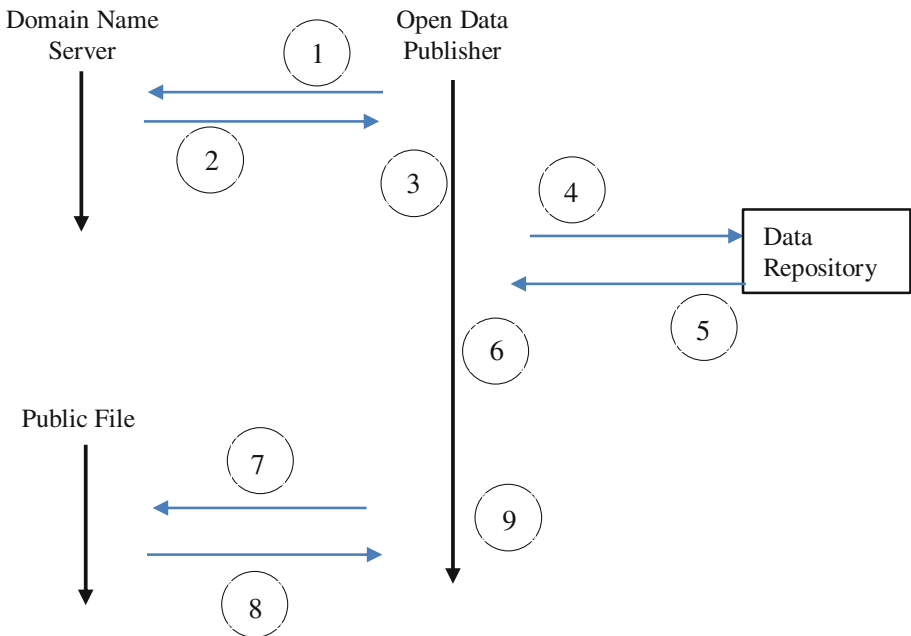 Domain Name
Server
Open Data
Publisher
1
2
3
4
Data
Repository
5
6
Public File
7
9
8